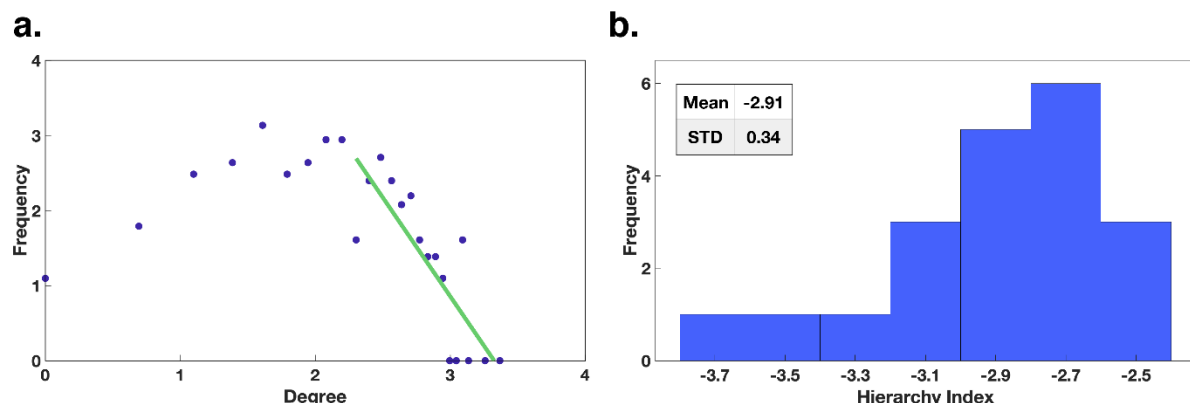 a.
4
3
2
1
0
Frequency
0 1 2 3 4
Degree
b.
6
4
2
0
Frequency
Mean -2.91
STD 0.34
-3.7 -3.5 -3.3 -3.1 -2.9 -2.7 -2.5
Hierarchy Index